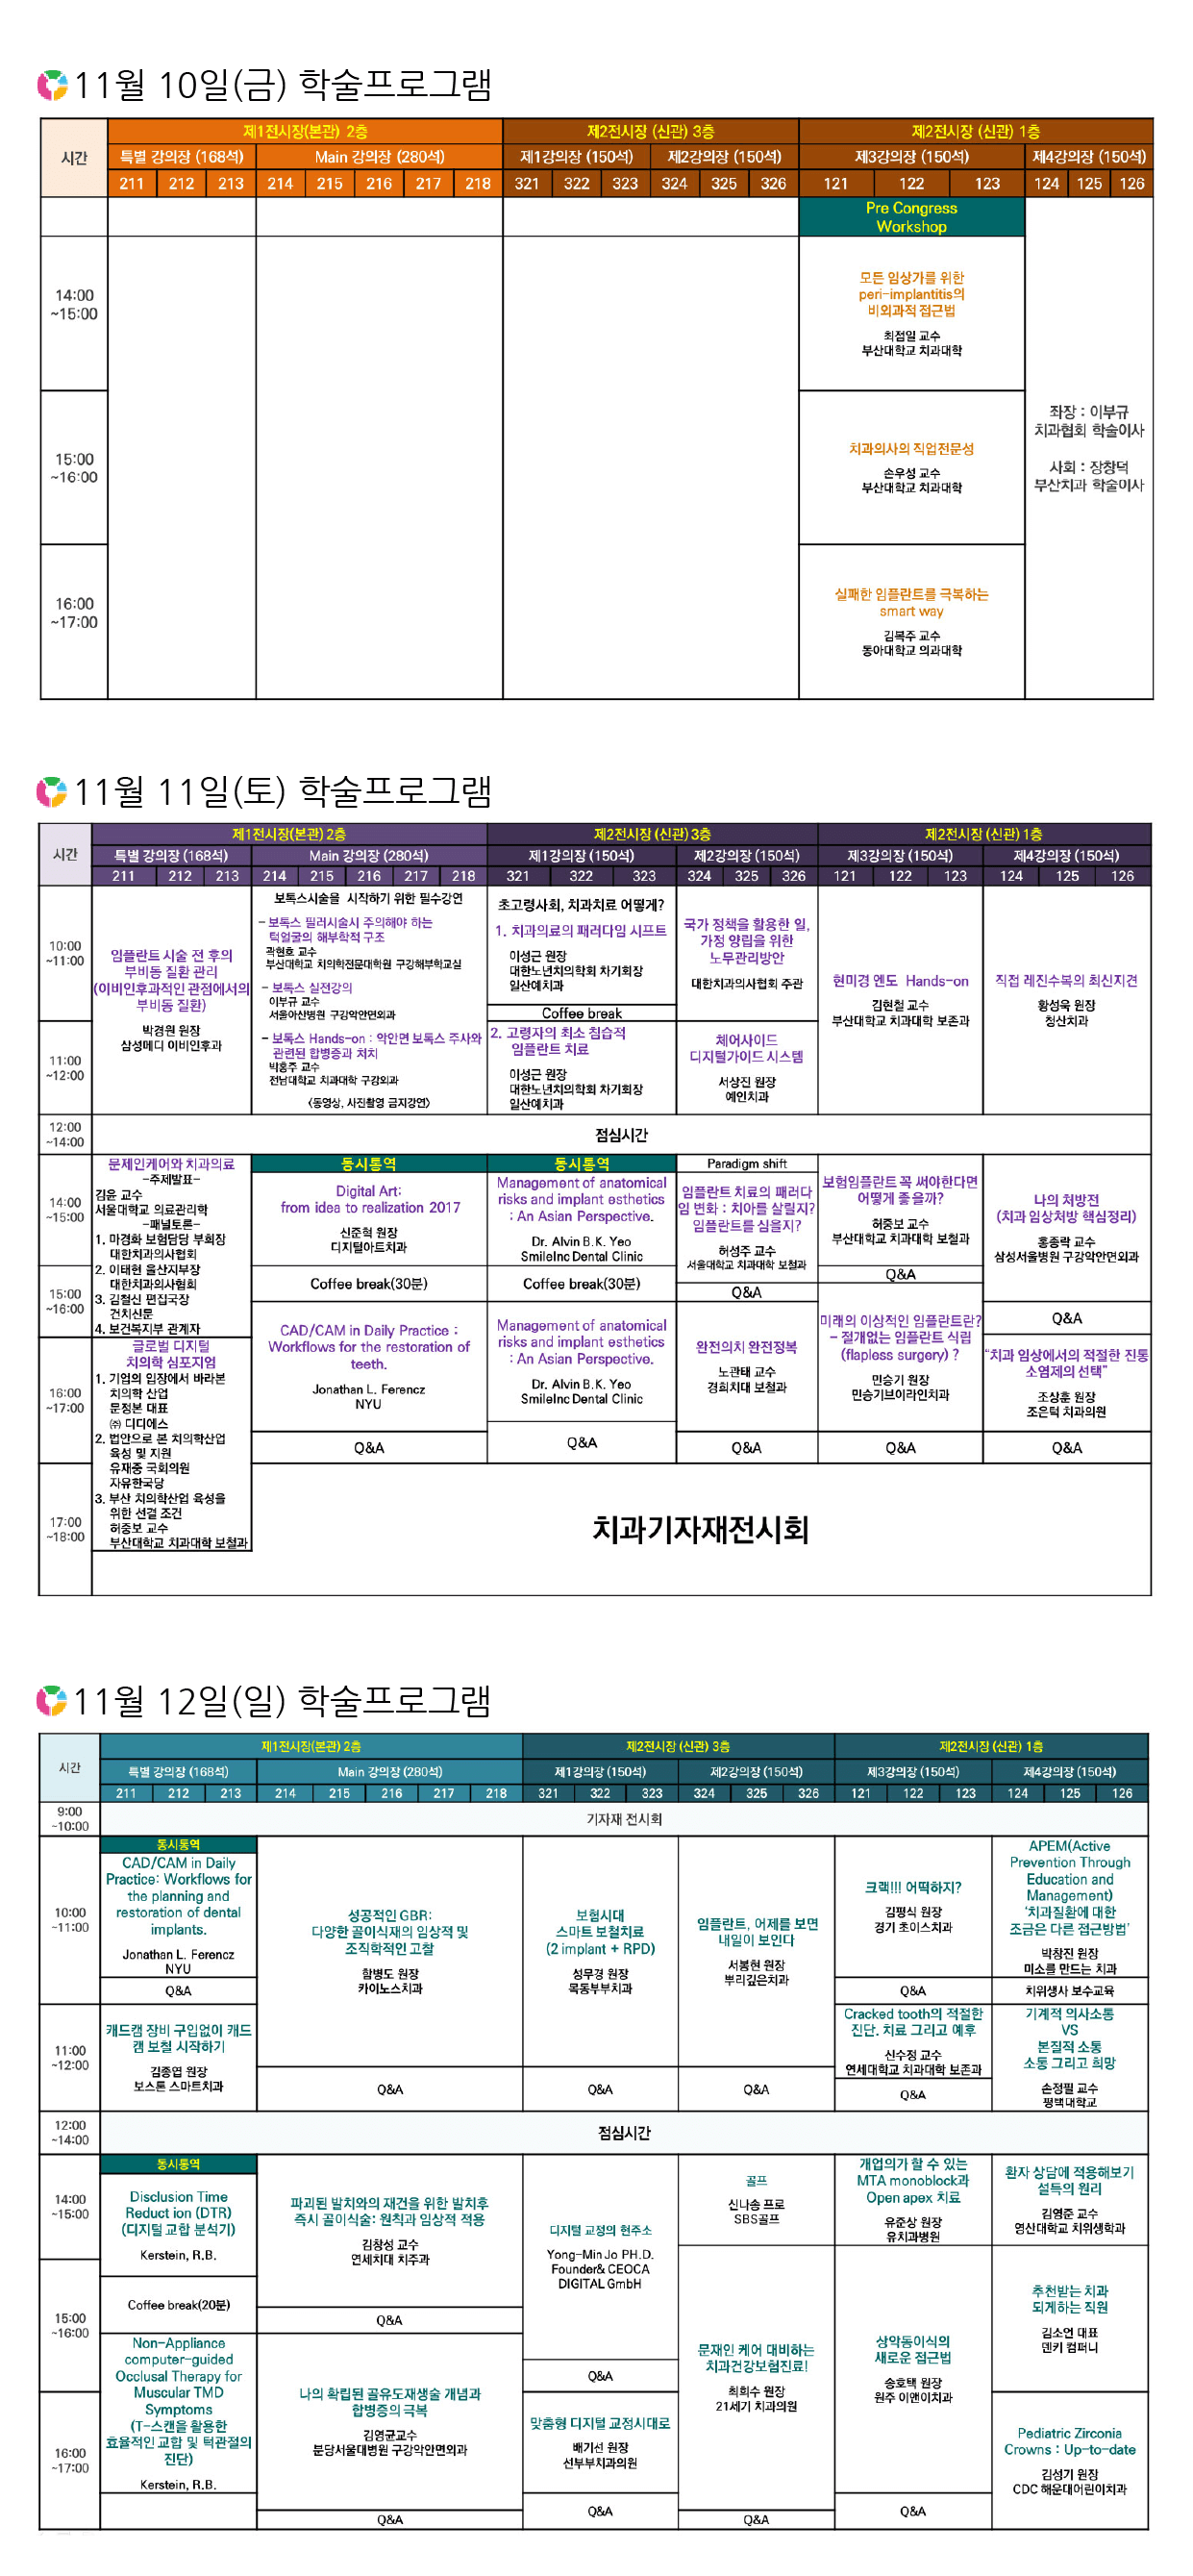 11월 10일(금) 학술프로그램
시간
제1전시장(본관) 2층
제2전시장 (신관) 3층
제2전시장 (신관) 1층
특별 강의장 (168석)
Main 강의장 (280석)
제1강의장 (150석)
제2강의장 (150석)
제3강의장 (150석)
제4강의장 (150석)
211 212 213 214 215 216 217 218 321 322 323 324 325 326 121 122 123 124 125 126
Pre Congress
Workshop
14:00
~15:00
모든 임상가를 위한
peri-implantitis의
비외과적 접근법
최점일 교수
부산대학교 치과대학
15:00
~16:00
치과의사의 직업전문성
손우성 교수
부산대학교 치과대학
16:00
~17:00
실패한 임플란트를 극복하는
smart way
김복주 교수
동아대학교 의과대학
좌장 : 이부규
치과협회 학술이사
사회 : 장창덕
부산치과 학술이사
11월 11일(토) 학술프로그램
시간
제1전시장(본관) 2층
제2전시장 (신관) 3층
제2전시장 (신관) 1층
특별 강의장 (168석)
Main 강의장 (280석)
제1강의장 (150석)
제2강의장 (150석)
제3강의장 (150석)
제4강의장 (150석)
211 212 213 214 215 216 217 218 321 322 323 324 325 326 121 122 123 124 125 126
10:00
~11:00
11:00
~12:00
임플란트 시술 전 후의
부비동 질환 관리
(이비인후과적인 관점에서의
부비동 질환)
박경원 원장
삼성메디 이비인후과
보톡스시술을 시작하기 위한 필수강연
- 보톡스 필러시술시 주의해야 하는
턱얼굴의 해부학적 구조
곽현호 교수
부산대학교 치의학전문대학원 구강해부학교실
- 보톡스 실전강의
이부규 교수
서울아산병원 구강악안면외과
- 보톡스 Hands-on : 악안면 보톡스 주사와
관련된 합병증과 처치
박홍주 교수
전남대학교 치과대학 구강외과
<동영상, 사진촬영 금지강연>
초고령사회, 치과치료 어떻게?
1. 치과의료의 패러다임 시프트
이성근 원장
대한노년치의학회 차기회장
일산예치과
Coffee break
2. 고령자의 최소 침습적
임플란트 치료
이성근 원장
대한노년치의학회 차기회장
일산예치과
국가 정책을 활용한 일,
가정 양립을 위한
노무관리방안
대한치과의사협회 주관
체어사이드
디지털가이드 시스템
서상진 원장
예인치과
현미경 엔도 Hands-on
김현철 교수
부산대학교 치과대학 보존과
직접 레진수복의 최신지견
황성욱 원장
청산치과
12:00
~14:00
점심시간
14:00
~15:00
15:00
~16:00
16:00
~17:00
17:00
~18:00
문제인케어와 치과의료
-주제발표-
김윤 교수
서울대학교 의료관리학
-패널토론-
1. 마경화 보험담당 부회장
대한치과의사협회
2. 이태현 울산지부장
대한치과의사협회
3. 김철신 편집국장
건치신문
4. 보건복지부 관계자
글로벌 디지털
치의학 심포지엄
1. 기업의 입장에서 바라본
치의학 산업
문정본 대표
㈜ 디디에스
2. 법안으로 본 치의학산업
육성 및 지원
유재중 국회의원
자유한국당
3. 부산 치의학산업 육성을
위한 선결 조건
허중보 교수
부산대학교 치과대학 보철과
동시통역
Digital Art:
from idea to realization 2017
신준혁 원장
디지털아트치과
Coffee break(30분)
CAD/CAM in Daily Practice :
Workflows for the restoration of
teeth.
Jonathan L. Ferencz
NYU
Q&A
동시통역
Management of anatomical
risks and implant esthetics
: An Asian Perspective.
Dr. Alvin B.K. Yeo
SmileInc Dental Clinic
Coffee break(30분)
Management of anatomical
risks and implant esthetics
: An Asian Perspective.
Dr. Alvin B.K. Yeo
SmileInc Dental Clinic
Q&A
Paradigm shift
임플란트 치료의 패러다
임 변화 : 치아를 살릴지?
임플란트를 심을지?
허성주 교수
서울대학교 치과대학 보철과
Q&A
완전의치 완전정복
노관태 교수
경희치대 보철과
Q&A
보험임플란트 꼭 써야한다면
어떻게 좋을까?
허중보 교수
부산대학교 치과대학 보철과
Q&A
미래의 이상적인 임플란트란?
- 절개없는 임플란트 식립
(flapless surgery) ?
민승기 원장
민승기브이라인치과
Q&A
나의 처방전
(치과 임상처방 핵심정리)
홍종락 교수
삼성서울병원 구강악안면외과
Q&A
“치과 임상에서의 적절한 진통
소염제의 선택”
조상훈 원장
조은턱 치과의원
Q&A
치과기자재전시회
11월 12일(일) 학술프로그램
시간
제1전시장(본관) 2층
제2전시장 (신관) 3층
제2전시장 (신관) 1층
특별 강의장 (168석)
Main 강의장 (280석)
제1강의장 (150석)
제2강의장 (150석)
제3강의장 (150석)
제4강의장 (150석)
211 212 213 214 215 216 217 218 321 322 323 324 325 326 121 122 123 124 125 126
9:00
~10:00
기자재 전시회
10:00
~11:00
11:00
~12:00
동시통역
CAD/CAM in Daily
Practice: Workflows for
the planning and
restoration of dental
implants.
Jonathan L. Ferencz
NYU
Q&A
캐드캠 장비 구입없이 캐드
캠 보철 시작하기
김종엽 원장
보스톤 스마트치과
성공적인 GBR:
다양한 골이식재의 임상적 및
조직학적인 고찰
함병도 원장
카이노스치과
Q&A
보험시대
스마트 보철치료
(2 implant + RPD)
성무경 원장
목동부부치과
Q&A
임플란트, 어제를 보면
내일이 보인다
서봉현 원장
뿌리깊은치과
Q&A
크랙!!! 어떡하지?
김평식 원장
경기 초이스치과
Q&A
Cracked tooth의 적절한
진단. 치료 그리고 예후
신수정 교수
연세대학교 치과대학 보존과
Q&A
APEM(Active
Prevention Through
Education and
Management)
‘치과질환에 대한
조금은 다른 접근방법’
박창진 원장
미소를 만드는 치과
치위생사 보수교육
기계적 의사소통
VS
본질적 소통
소통 그리고 희망
손정필 교수
평택대학교
12:00
~14:00
점심시간
14:00
~15:00
15:00
~16:00
16:00
~17:00
동시통역
Disclusion Time
Reduct ion (DTR)
(디지털 교합 분석기)
Kerstein, R.B.
Coffee break(20분)
Non-Appliance
computer-guided
Occlusal Therapy for
Muscular TMD
Symptoms
(T-스캔을 활용한
효율적인 교합 및 턱관절의
진단)
Kerstein, R.B.
파괴된 발치와의 재건을 위한 발치후
즉시 골이식술: 원칙과 임상적 적용
김창성 교수
연세치대 치주과
Q&A
나의 확립된 골유도재생술 개념과
합병증의 극복
김영균교수
분당서울대병원 구강악안면외과
Q&A
디지털 교정의 현주소
Yong-Min Jo PH.D.
Founder& CEOCA
DIGITAL GmbH
Q&A
맞춤형 디지털 교정시대로
배기선 원장
선부부치과의원
Q&A
골프
신나송 프로
SBS골프
문재인 케어 대비하는
치과건강보험진료!
최희수 원장
21세기 치과의원
Q&A
개업의가 할 수 있는
MTA monoblock과
Open apex 치료
유준상 원장
유치과병원
상악동이식의
새로운 접근법
송호택 원장
원주 이앤이치과
Q&A
환자 상담에 적용해보기
설득의 원리
김영준 교수
영산대학교 치위생학과
추천받는 치과
되게하는 직원
김소언 대표
덴키 컴퍼니
Pediatric Zirconia
Crowns : Up-to-date
김성기 원장
CDC 해운대어린이치과